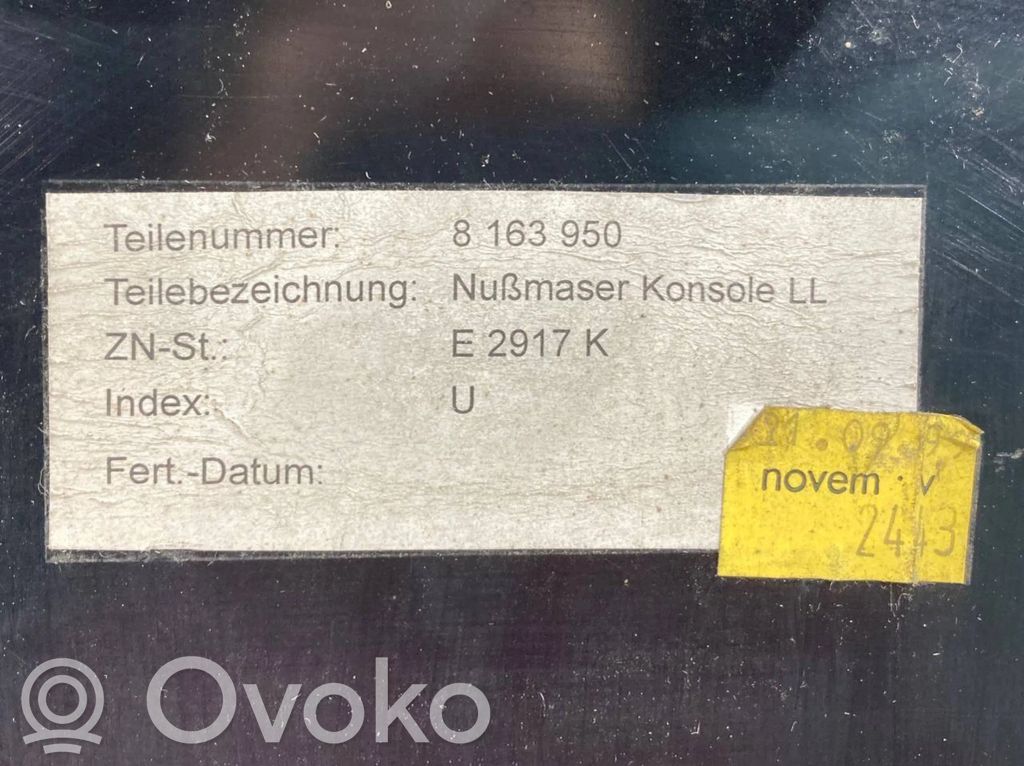 Teilenummer: 8 163 950
Teilebezeichnung: Nußmaser Konsole LL
ZN-St.: E 2917 K
Index: U
Fert.-Datum:
novem · v
2443
Ovoko